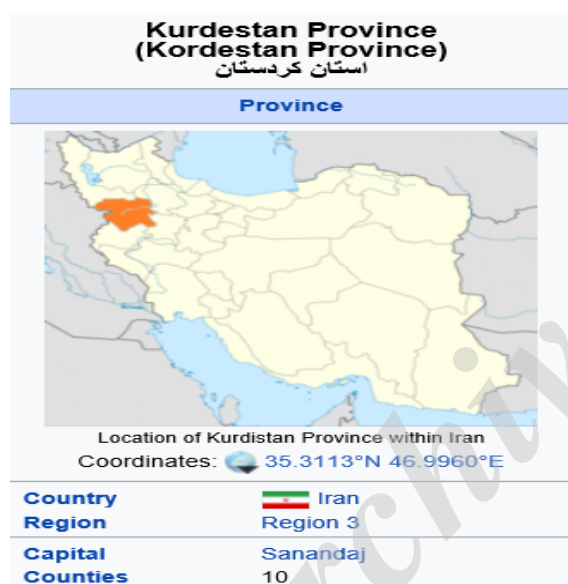 Kurdestan Province
(Kordestan Province)
استان کردستان
Province
Location of Kurdistan Province within Iran
Coordinates: 35.3113°N 46.9960°E
Country Iran
Region Region 3
Capital Sanandaj
Counties 10